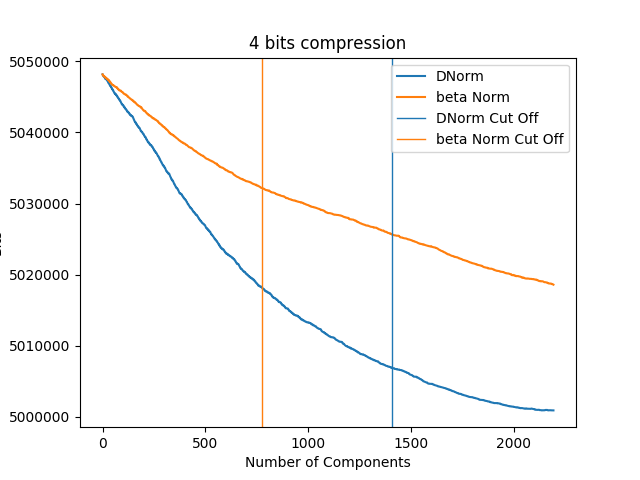 4 bits compression
5050000
5040000
5030000
5020000
5010000
5000000
DNorm
beta Norm
DNorm Cut Off
beta Norm Cut Off
0 500 1000 1500 2000
Number of Components